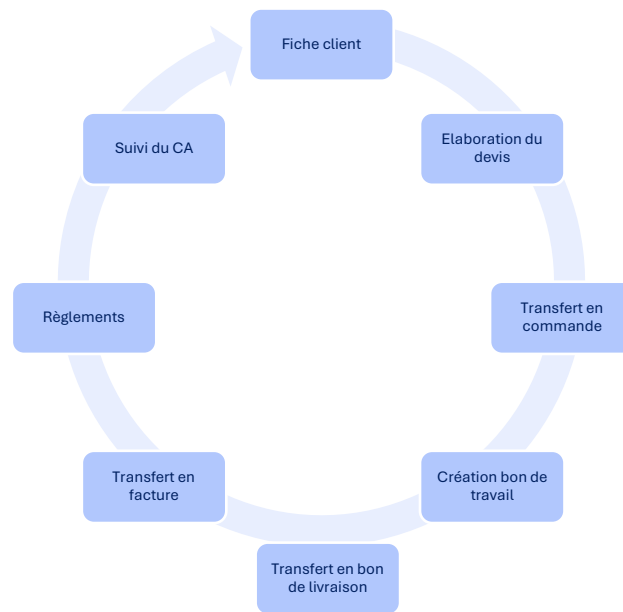 Fiche client
Elaboration du
devis
Transfert en
commande
Création bon de
travail
Transfert en bon
de livraison
Transfert en
facture
Règlements
Suivi du CA